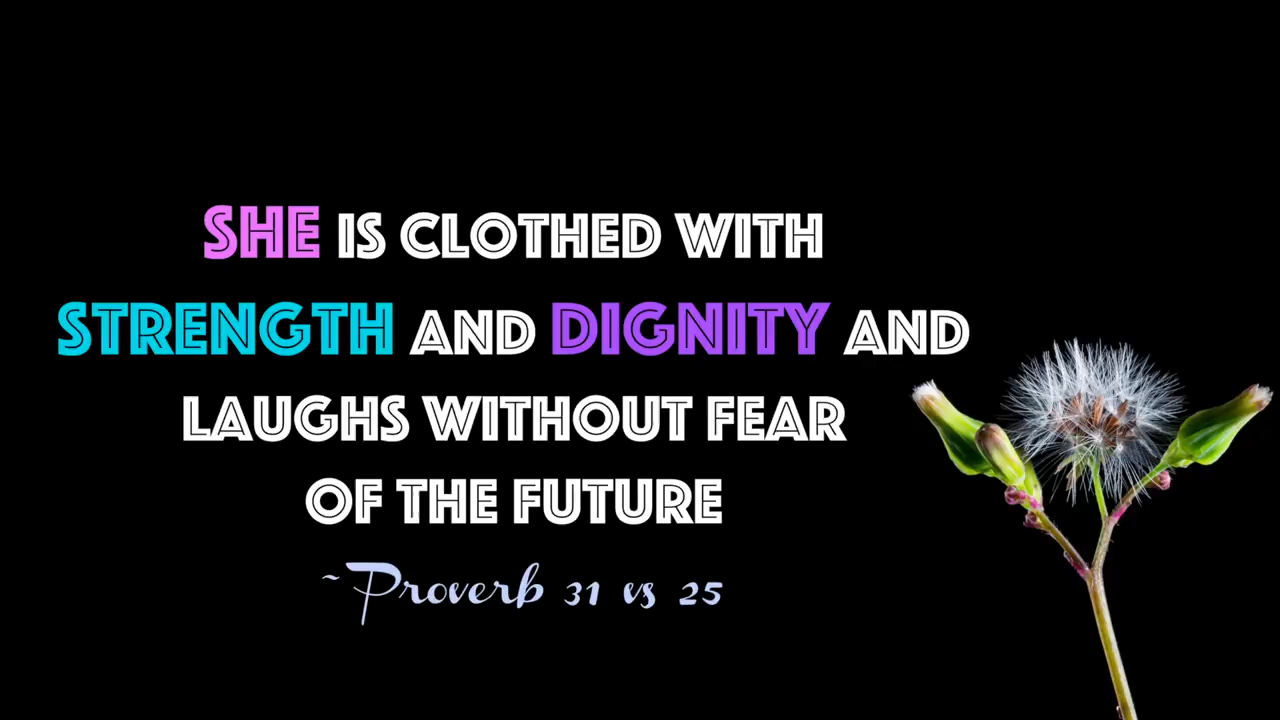 SHE IS CLOTHED WITH
STRENGTH AND DIGNITY AND
LAUGHS WITHOUT FEAR
OF THE FUTURE
~Proverb 31 vs 25